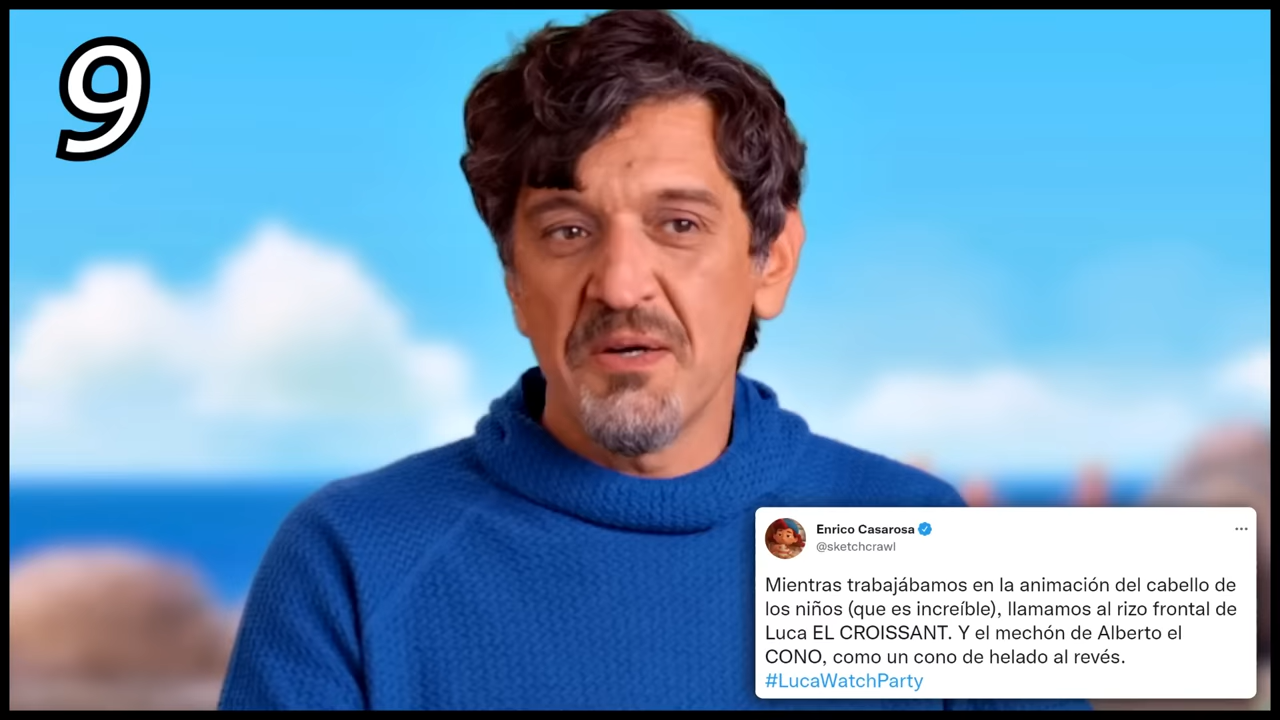 9
Enrico Casarosa
@sketchcrawl
Mientras trabajábamos en la animación del cabello de
los niños (que es increíble), llamamos al rizo frontal de
Luca EL CROISSANT. Y el mechón de Alberto el
CONO, como un cono de helado al revés.
#LucaWatchParty